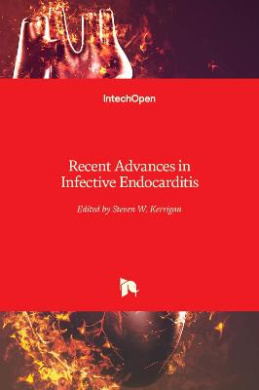 IntechOpen
Recent Advances in
Infective Endocarditis
Edited by Steven W. Kerrigan